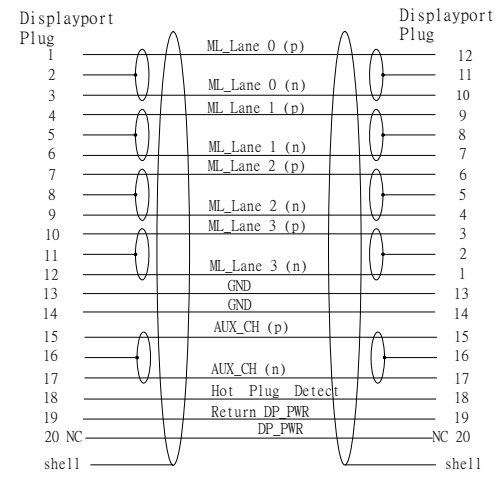 Displayport Plug Displayport Plug
1 ML_Lane 0 (p) 12
2 11
3 ML_Lane 0 (n) 10
4 ML_Lane 1 (p) 9
5 8
6 ML_Lane 1 (n) 7
7 ML_Lane 2 (p) 6
8 5
9 ML_Lane 2 (n) 4
10 ML_Lane 3 (p) 3
11 2
12 ML_Lane 3 (n) 1
13 GND 13
14 GND 14
15 AUX_CH (p) 15
16 16
17 AUX_CH (n) 17
18 Hot Plug Detect 18
19 Return DP_PWR 19
20 NC DP_PWR NC 20
shell shell